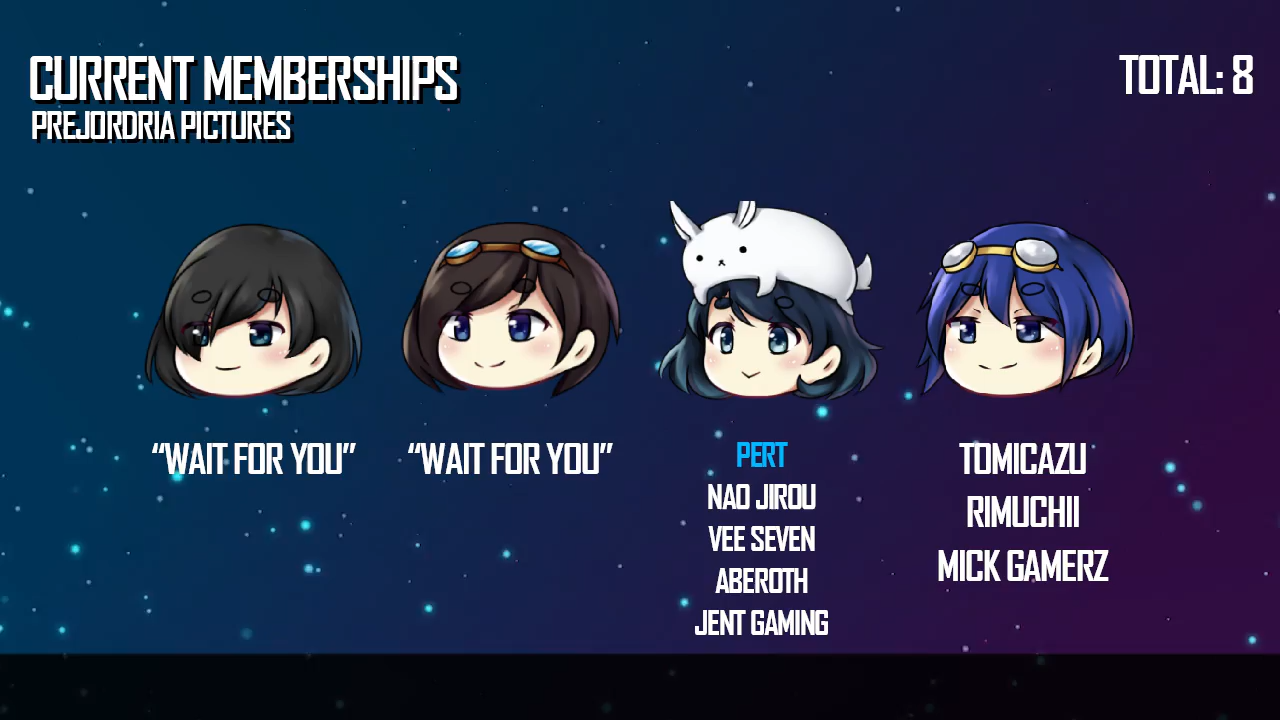 CURRENT MEMBERSHIPS
PREJORDRIA PICTURES
TOTAL: 8
“WAIT FOR YOU”
“WAIT FOR YOU”
PERT
NAO JIROU
VEE SEVEN
ABEROTH
JENT GAMING
TOMICAZU
RIMUCHII
MICK GAMERZ